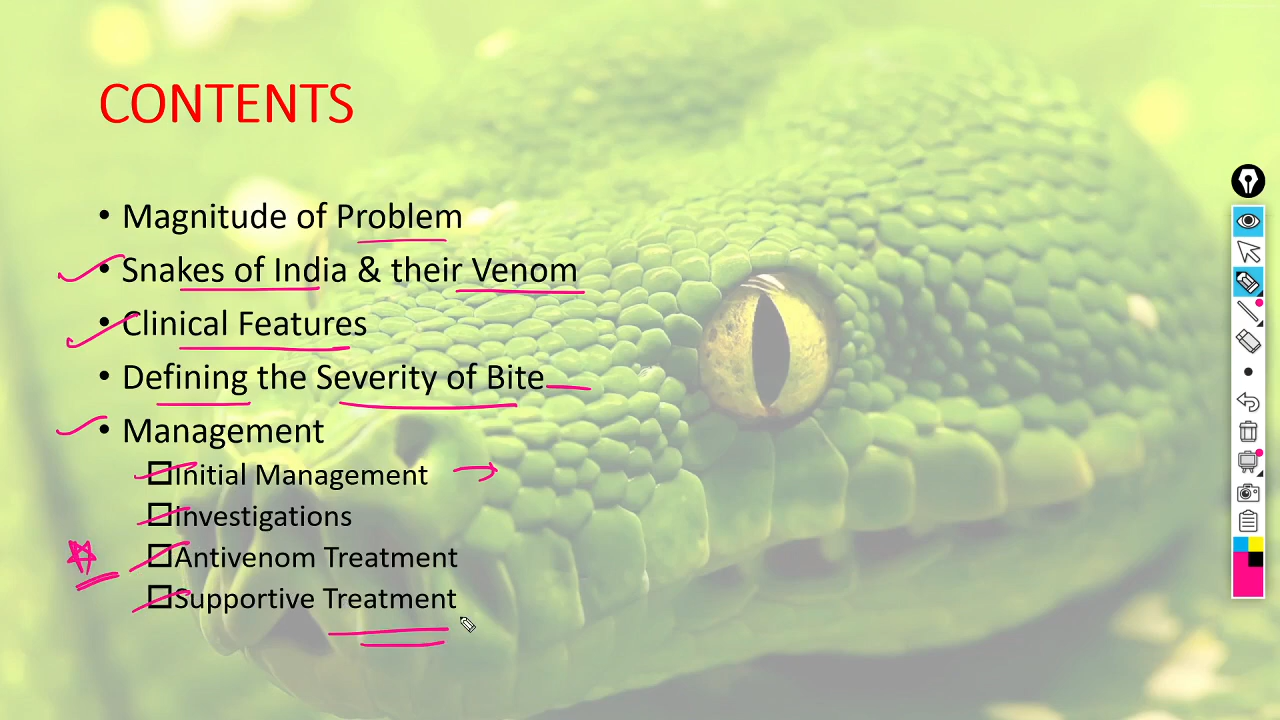 CONTENTS
• Magnitude of Problem
• Snakes of India & their Venom
• Clinical Features
• Defining the Severity of Bite
• Management
Initial Management
Investigations
Antivenom Treatment
Supportive Treatment